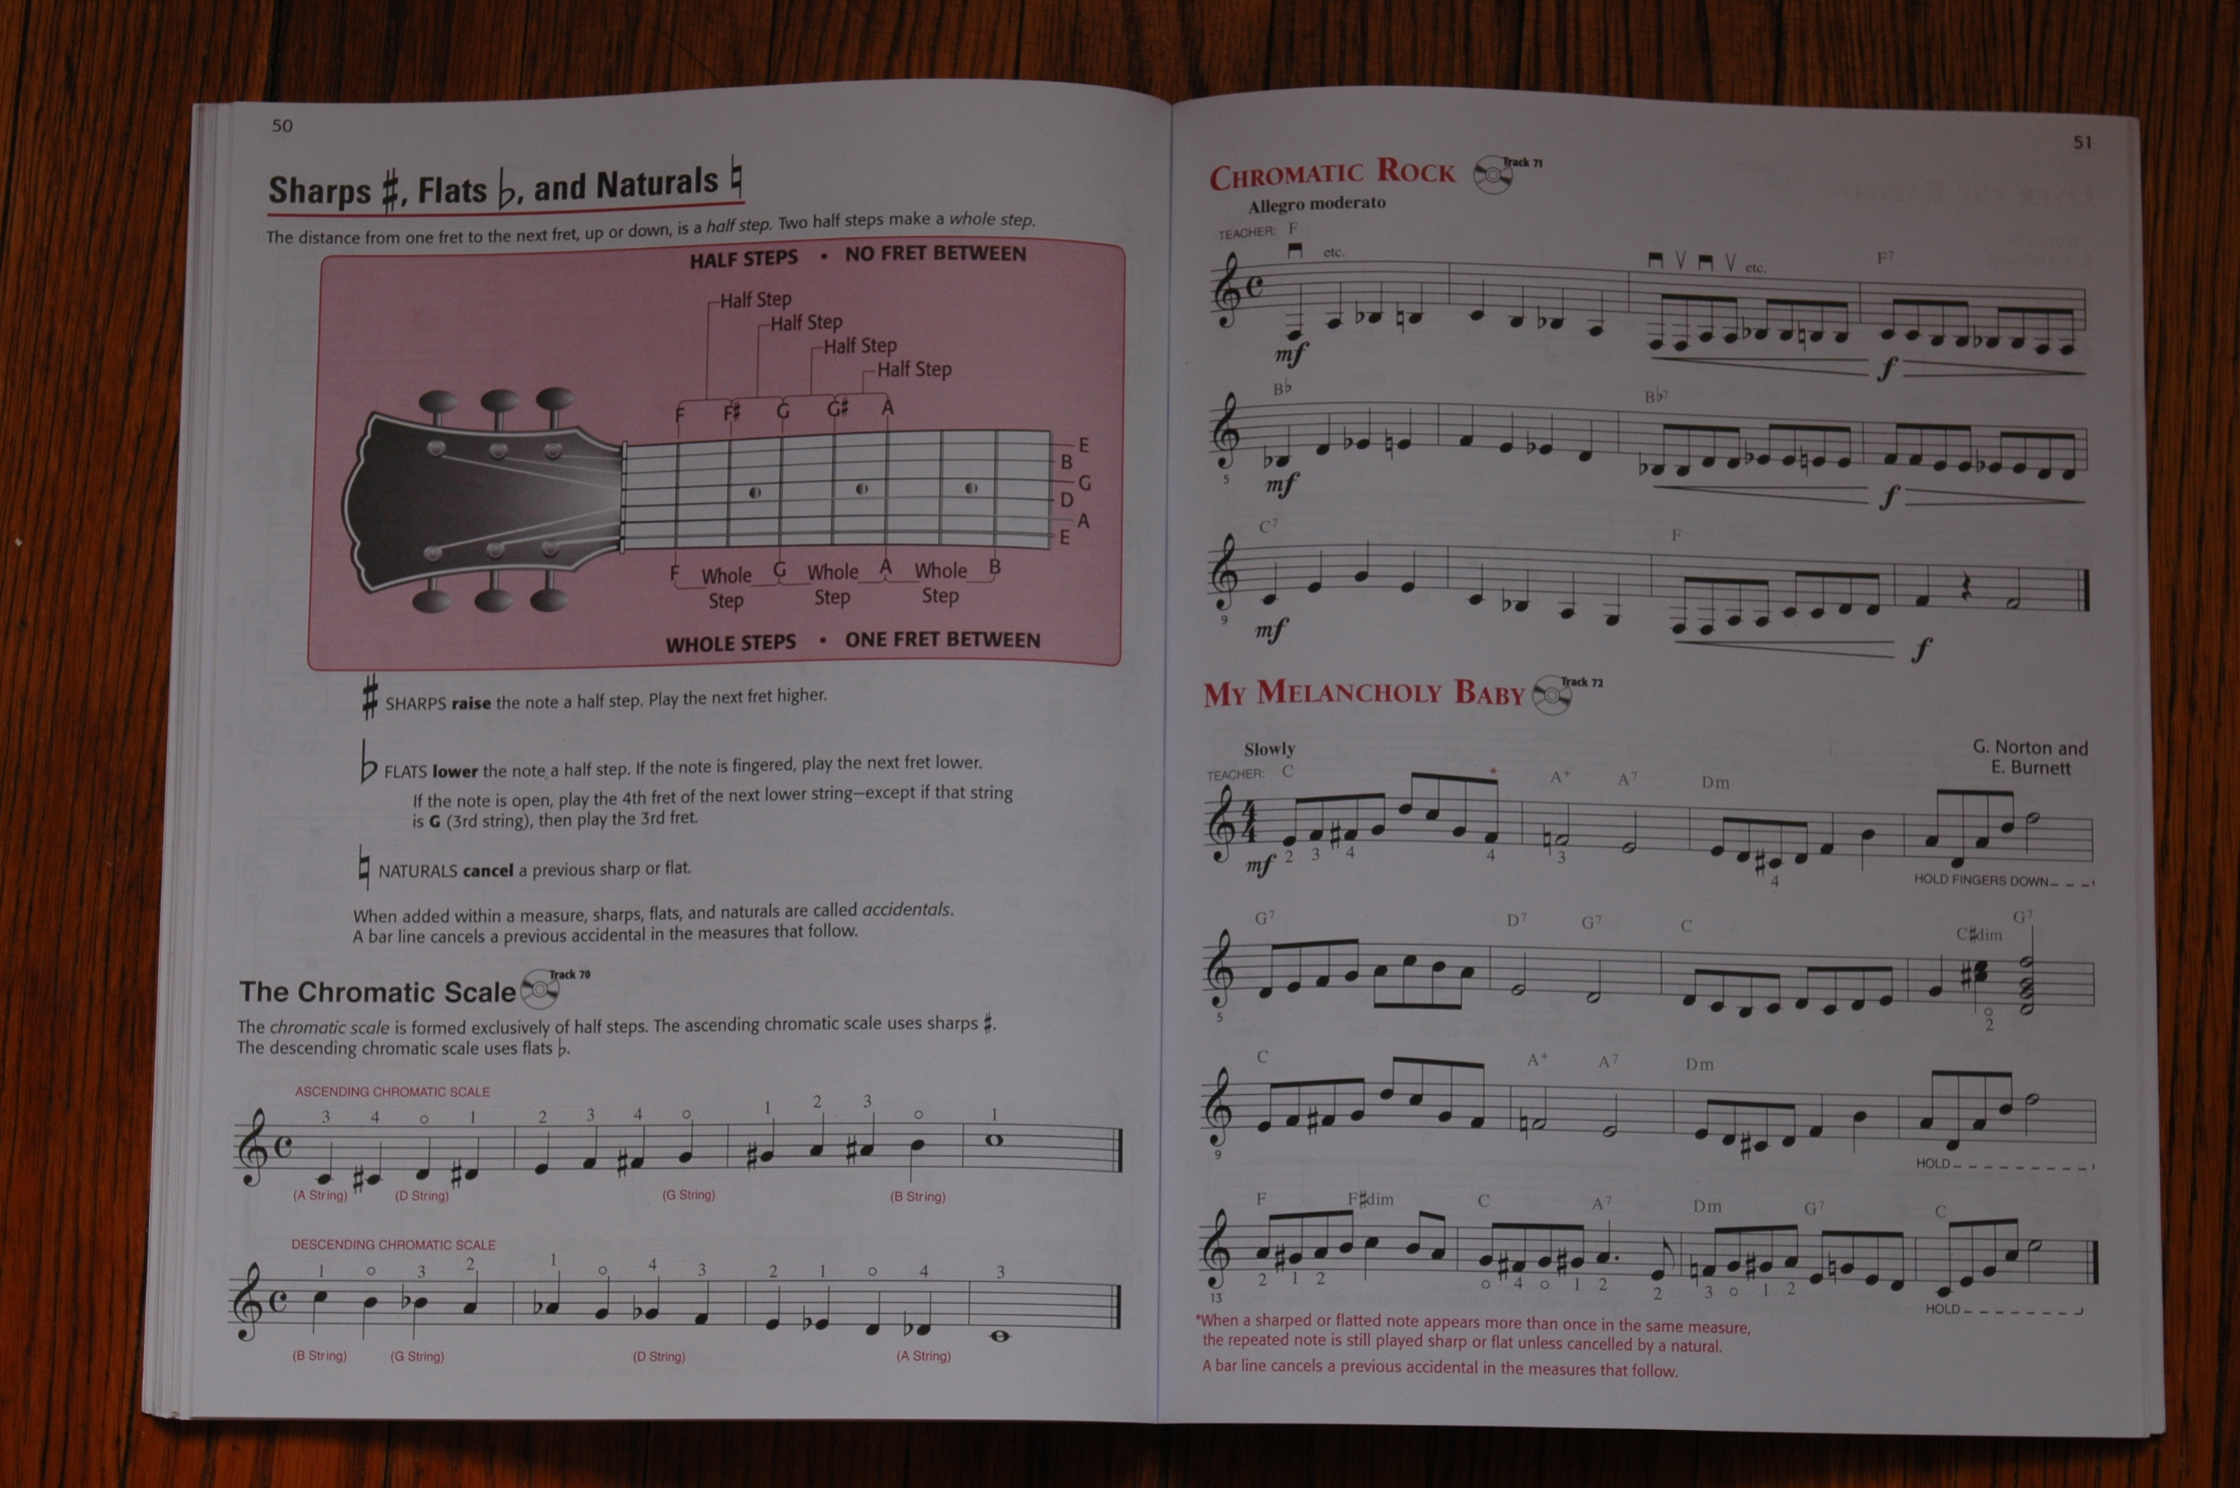 50
Sharps ♯, Flats ♭, and Naturals ♮
The distance from one fret to the next fret, up or down, is a half step. Two half steps make a whole step.
HALF STEPS • NO FRET BETWEEN
Half Step
Half Step
Half Step
Half Step
F F♯ G G♯ A
E
B
G
D
A
E
F Whole Step G Whole Step A Whole Step B
WHOLE STEPS • ONE FRET BETWEEN
♯ SHARPS raise the note a half step. Play the next fret higher.
♭ FLATS lower the note a half step. If the note is fingered, play the next fret lower.
If the note is open, play the 4th fret of the next lower string—except if that string
is G (3rd string), then play the 3rd fret.
♮ NATURALS cancel a previous sharp or flat.
When added within a measure, sharps, flats, and naturals are called accidentals.
A bar line cancels a previous accidental in the measures that follow.
The Chromatic Scale Track 70
The chromatic scale is formed exclusively of half steps. The ascending chromatic scale uses sharps ♯.
The descending chromatic scale uses flats ♭.
ASCENDING CHROMATIC SCALE
3 4 0 1 2 3 4 0 1 2 3 0 1
(A String) (D String) (G String) (B String)
DESCENDING CHROMATIC SCALE
1 0 3 2 1 0 4 3 2 1 0 4 3
(B String) (G String) (D String) (A String)
51
CHROMATIC ROCK Track 71
Allegro moderato
TEACHER: F F7
etc. etc.
mf f
B♭ B♭7
5
mf f
C7 F
9
mf f
MY MELANCHOLY BABY Track 72
G. Norton and
E. Burnett
Slowly
TEACHER: C A+ A7 Dm
*
mf 2 3 4 4 3 4
HOLD FINGERS DOWN
G7 D7 G7 C C♯dim G7
5
0
2
C A+ A7 Dm
9
HOLD
F F♯dim C A7 Dm G7 C
13
2 1 2 0 4 0 1 2 2 3 0 1 2
HOLD
*When a sharped or flatted note appears more than once in the same measure,
the repeated note is still played sharp or flat unless cancelled by a natural.
A bar line cancels a previous accidental in the measures that follow.